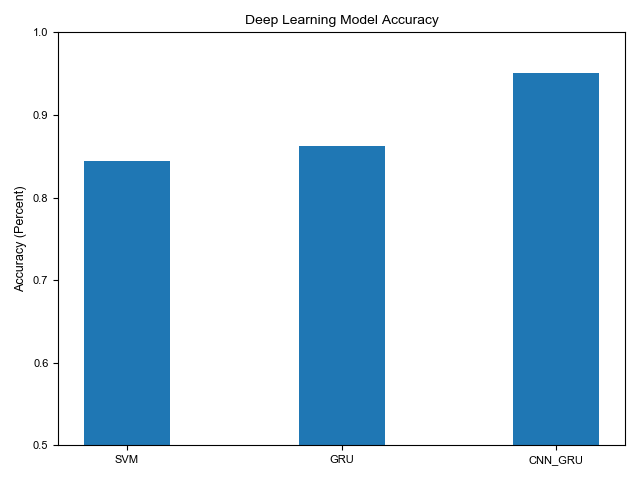 Deep Learning Model Accuracy
1.0
0.9
0.8
0.7
0.6
0.5
Accuracy (Percent)
SVM
GRU
CNN_GRU